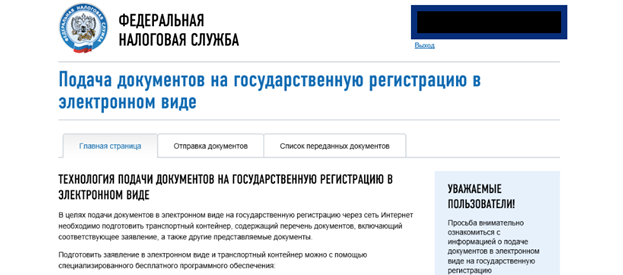 ФЕДЕРАЛЬНАЯ
НАЛОГОВАЯ СЛУЖБА
Выход
Подача документов на государственную регистрацию в
электронном виде
Главная страница
Отправка документов
Список переданных документов
ТЕХНОЛОГИЯ ПОДАЧИ ДОКУМЕНТОВ НА ГОСУДАРСТВЕННУЮ РЕГИСТРАЦИЮ В
ЭЛЕКТРОННОМ ВИДЕ
В целях подачи документов в электронном виде на государственную регистрацию через сеть Интернет
необходимо подготовить транспортный контейнер, содержащий перечень документов, включающий
соответствующее заявление, а также другие представляемые документы.
Подготовить заявление в электронном виде и транспортный контейнер можно с помощью
специализированного бесплатного программного обеспечения:
УВАЖАЕМЫЕ
ПОЛЬЗОВАТЕЛИ!
Просьба внимательно
ознакомиться с
информацией о подаче
документов в электронном
виде на государственную
регистрацию